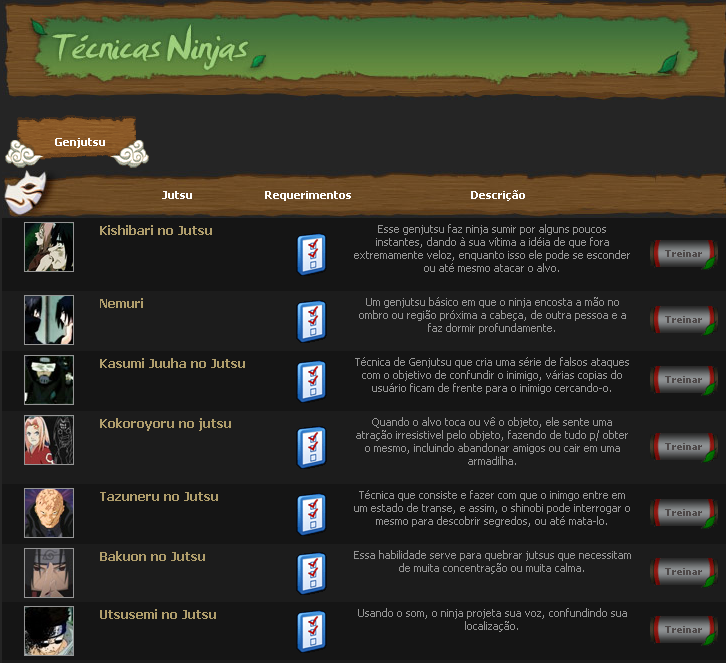 Técnicas Ninjas
Genjutsu
Jutsu Requerimentos Descrição
Kishibari no Jutsu
Esse genjutsu faz ninja sumir por alguns poucos
instantes, dando à sua vítima a idéia de que fora
extremamente veloz, enquanto isso ele pode se esconder
ou até mesmo atacar o alvo.
Treinar
Nemuri
Um genjutsu básico em que o ninja encosta a mão no
ombro ou região próxima a cabeça, de outra pessoa e a
faz dormir profundamente.
Treinar
Kasumi Juuha no Jutsu
Técnica de Genjutsu que cria uma série de falsos ataques
com o objetivo de confundir o inimigo, várias copias do
usuário ficam de frente para o inimigo cercando-o.
Treinar
Kokoroyoru no jutsu
Quando o alvo toca ou vê o objeto, ele sente uma
atração irresistivel pelo objeto, fazendo de tudo p/ obter
o mesmo, incluindo abandonar amigos ou cair em uma
armadilha.
Treinar
Tazuneru no Jutsu
Técnica que consiste e fazer com que o inimgo entre em
um estado de transe, e assim, o shinobi pode interrogar o
mesmo para descobrir segredos, ou até mata-lo.
Treinar
Bakuon no Jutsu
Essa habilidade serve para quebrar jutsus que necessitam
de muita concentração ou muita calma.
Treinar
Utsusemi no Jutsu
Usando o som, o ninja projeta sua voz, confundindo sua
localização.
Treinar